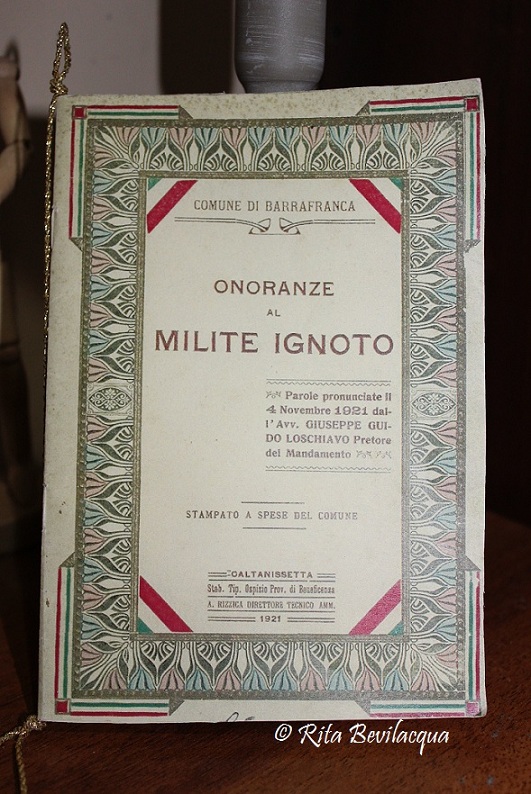 COMUNE DI BARRAFRANCA
ONORANZE
AL
MILITE IGNOTO
Parole pronunciate il
4 Novembre 1921 dal-
l'Avv. GIUSEPPE GUI-
DO LOSCHIAVO Pretore
del Mandamento
STAMPATO A SPESE DEL COMUNE
CALTANISSETTA
Stab. Tip. Ospizio Prov. di Beneficenza
A. RIZZICA DIRETTORE TECNICO AMM.
1921
© Rita Bevilacqua